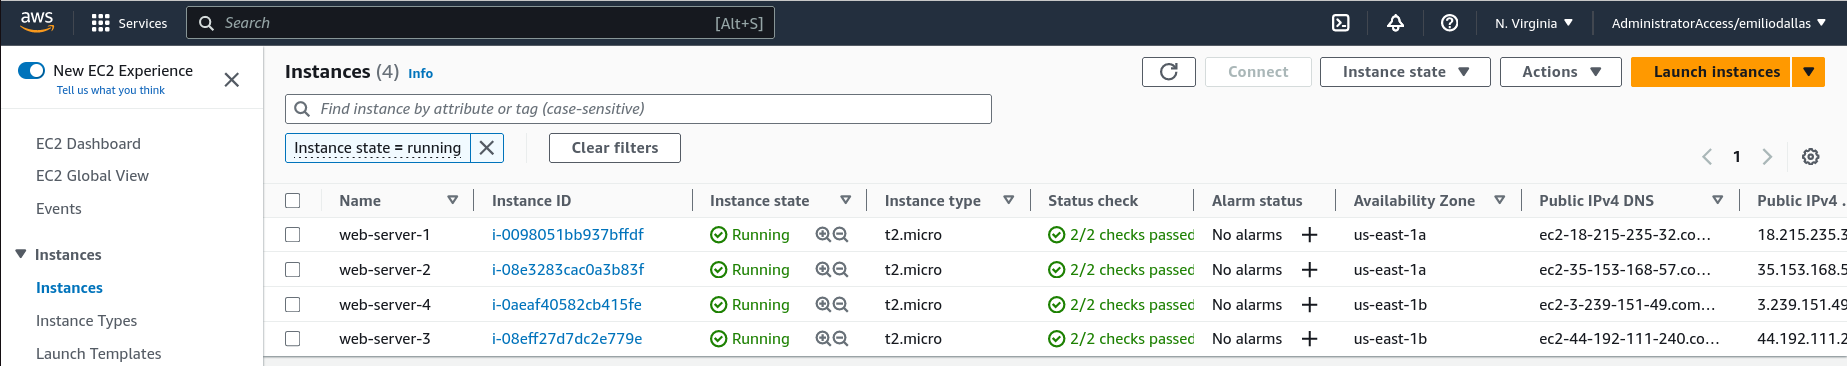 aws Services Search [Alt+S] N. Virginia AdministratorAccess/emiliodallas
New EC2 Experience
Tell us what you think
EC2 Dashboard
EC2 Global View
Events
Instances
Instances
Instance Types
Launch Templates
Instances (4) Info Connect Instance state Actions Launch instances
Find instance by attribute or tag (case-sensitive)
Instance state = running Clear filters
1
Name Instance ID Instance state Instance type Status check Alarm status Availability Zone Public IPv4 DNS Public IPv4 ...
web-server-1 i-0098051bb937bffdf Running t2.micro 2/2 checks passed No alarms us-east-1a ec2-18-215-235-32.co... 18.215.235.3
web-server-2 i-08e3283cac0a3b83f Running t2.micro 2/2 checks passed No alarms us-east-1a ec2-35-153-168-57.co... 35.153.168.5
web-server-4 i-0aeaf40582cb415fe Running t2.micro 2/2 checks passed No alarms us-east-1b ec2-3-239-151-49.com... 3.239.151.49
web-server-3 i-08eff27d7dc2e779e Running t2.micro 2/2 checks passed No alarms us-east-1b ec2-44-192-111-240.co... 44.192.111.2